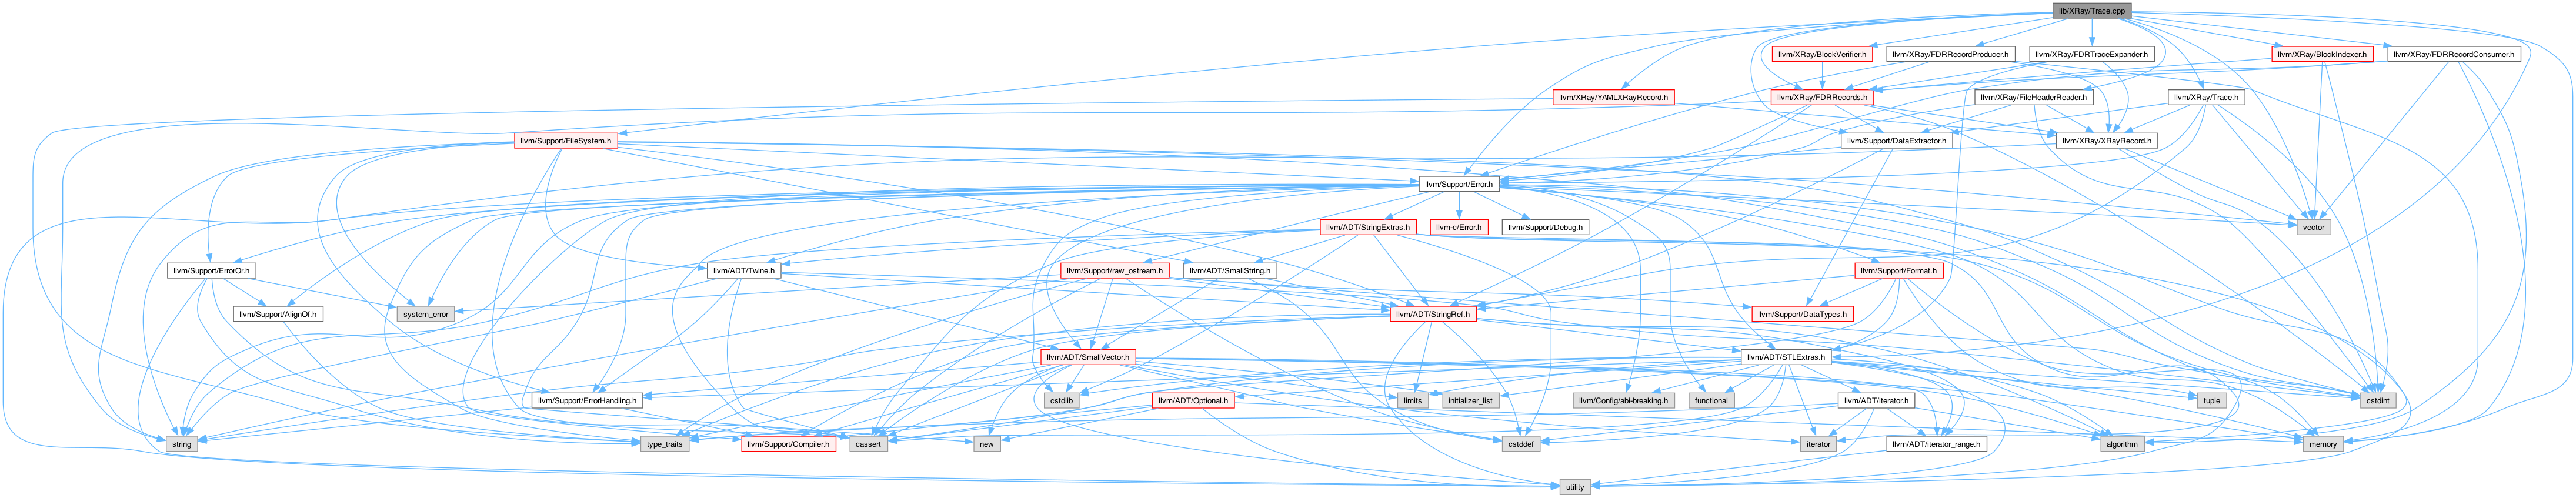 lib/XRay/Trace.cpp
llvm/XRay/BlockVerifier.h
llvm/XRay/FDRRecordProducer.h
llvm/XRay/FDRTraceExpander.h
llvm/XRay/BlockIndexer.h
llvm/XRay/FDRRecordConsumer.h
llvm/XRay/YAMLXRayRecord.h
llvm/XRay/FDRRecords.h
llvm/XRay/FileHeaderReader.h
llvm/XRay/Trace.h
llvm/Support/FileSystem.h
llvm/Support/DataExtractor.h
llvm/XRay/XRayRecord.h
llvm/Support/Error.h
llvm/ADT/StringExtras.h
llvm-c/Error.h
llvm/Support/Debug.h
vector
llvm/Support/ErrorOr.h
llvm/ADT/Twine.h
llvm/Support/raw_ostream.h
llvm/ADT/SmallString.h
llvm/Support/Format.h
llvm/Support/AlignOf.h
system_error
llvm/ADT/StringRef.h
llvm/Support/DataTypes.h
llvm/ADT/SmallVector.h
llvm/ADT/STLExtras.h
llvm/Support/ErrorHandling.h
cstdlib
llvm/ADT/Optional.h
limits
initializer_list
llvm/Config/abi-breaking.h
functional
llvm/ADT/iterator.h
tuple
cstdint
string
type_traits
llvm/Support/Compiler.h
cassert
new
cstddef
iterator
llvm/ADT/iterator_range.h
algorithm
memory
utility